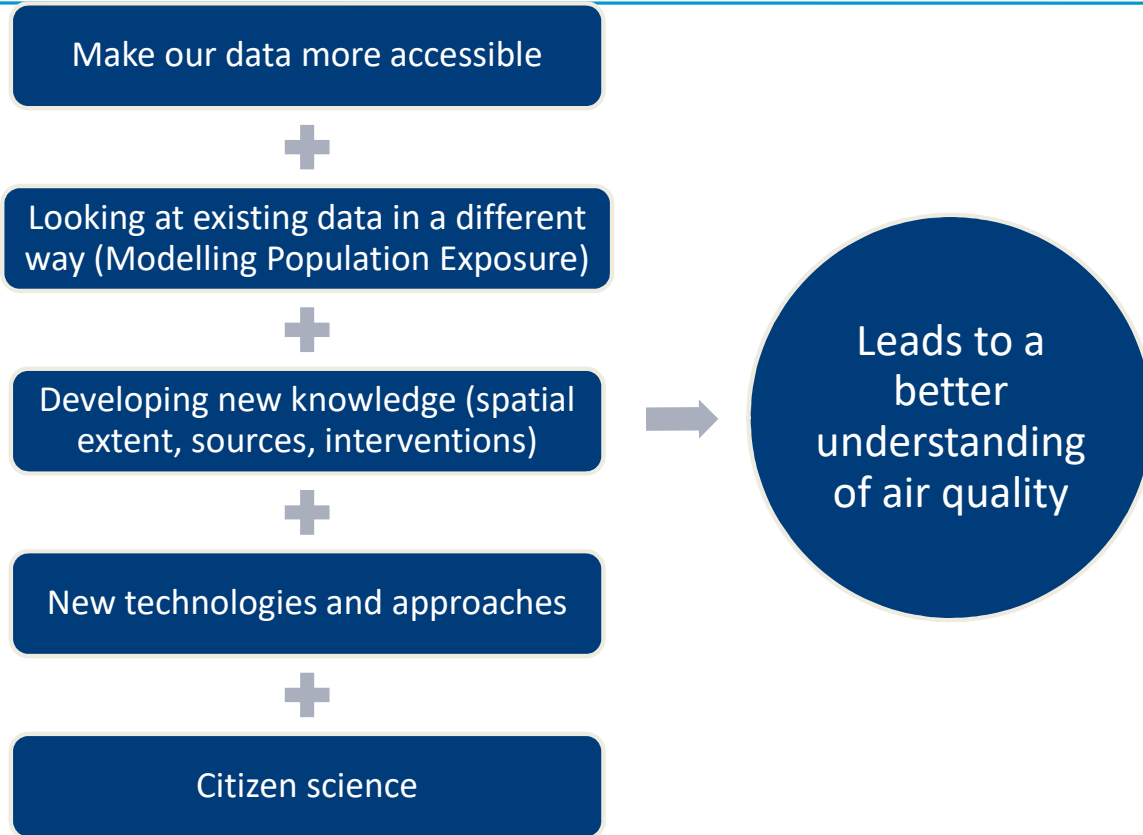 Make our data more accessible
Looking at existing data in a different
way (Modelling Population Exposure)
Developing new knowledge (spatial
extent, sources, interventions)
New technologies and approaches
Citizen science
Leads to a
better
understanding
of air quality